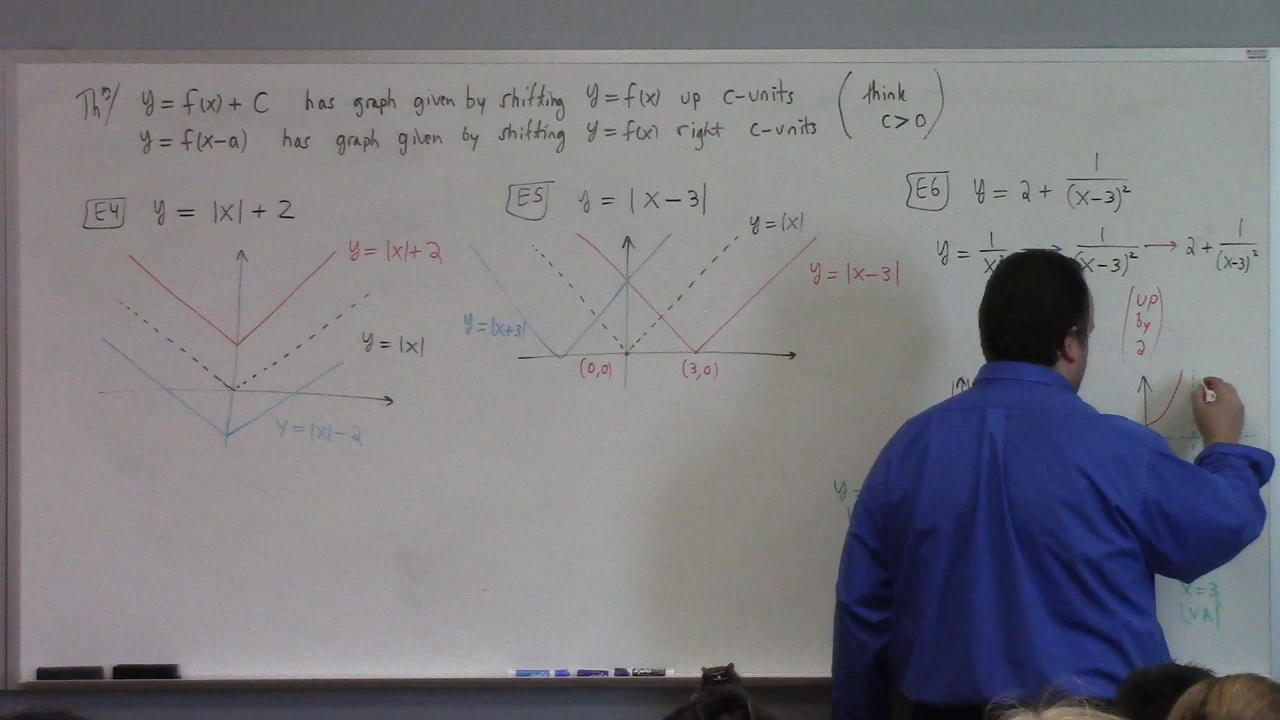 Thm/ y = f(x) + C has graph given by shifting y = f(x) up c-units ( think
y = f(x-a) has graph given by shifting y = f(x) right c-units c>0 )
E4 y = |x| + 2
y = |x| + 2
y = |x|
y = |x| - 2
E5 y = | x - 3 |
y = |x|
y = |x-3|
y = |x+3|
(0,0)
(3,0)
E6 y = 2 + 1/(x-3)²
y = 1/x² → 1/(x-3)² → 2 + 1/(x-3)²
(up
by
2)
y =
x = 3
(VA)